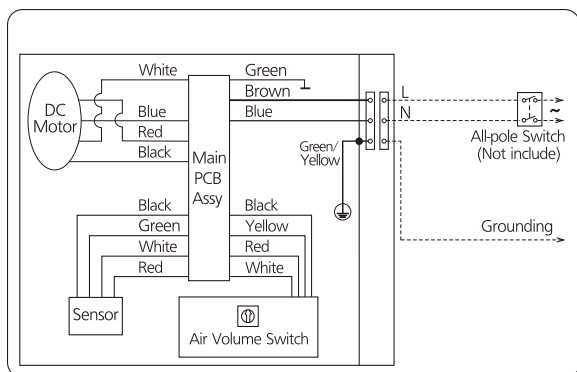 White
Green
Brown
L
DC
Motor
Blue
Blue
N
~
Red
Black
Main
PCB
Assy
Green/
Yellow
All-pole Switch
(Not include)
Black
Black
Green
Yellow
Grounding
White
Red
Red
White
Sensor
Air Volume Switch